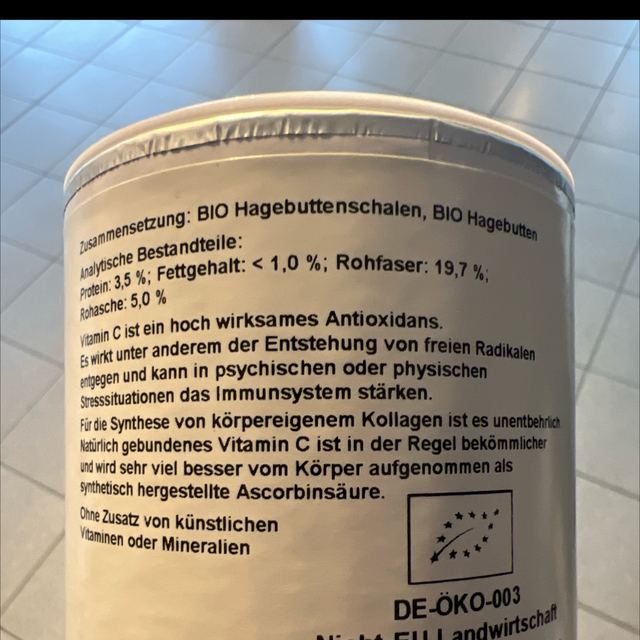 Zusammensetzung: BIO Hagebuttenschalen, BIO Hagebutten
Analytische Bestandteile:
Protein: 3,5 %; Fettgehalt: < 1,0 %; Rohfaser: 19,7 %;
Rohasche: 5,0 %
Vitamin C ist ein hoch wirksames Antioxidans.
Es wirkt unter anderem der Entstehung von freien Radikalen
entgegen und kann in psychischen oder physischen
Stresssituationen das Immunsystem stärken.
Für die Synthese von körpereigenem Kollagen ist es unentbehrlich
Natürlich gebundenes Vitamin C ist in der Regel bekömmlicher
und wird sehr viel besser vom Körper aufgenommen als
synthetisch hergestellte Ascorbinsäure.
Ohne Zusatz von künstlichen
Vitaminen oder Mineralien
DE-ÖKO-003
Nicht-EU Landwirtschaft